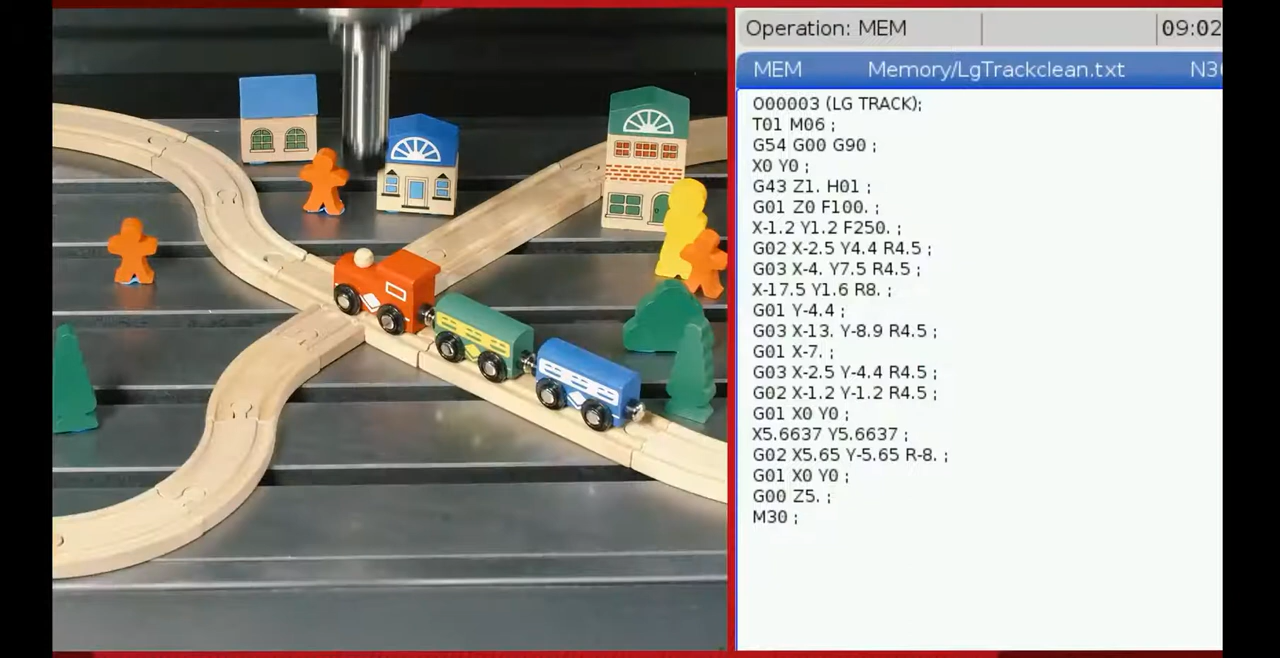 Operation: MEM
09:02
MEM Memory/LgTrackclean.txt
O00003 (LG TRACK);
T01 M06 ;
G54 G00 G90 ;
X0 Y0 ;
G43 Z1. H01 ;
G01 Z0 F100. ;
X-1.2 Y1.2 F250. ;
G02 X-2.5 Y4.4 R4.5 ;
G03 X-4. Y7.5 R4.5 ;
X-17.5 Y1.6 R8. ;
G01 Y-4.4 ;
G03 X-13. Y-8.9 R4.5 ;
G01 X-7. ;
G03 X-2.5 Y-4.4 R4.5 ;
G02 X-1.2 Y-1.2 R4.5 ;
G01 X0 Y0 ;
X5.6637 Y5.6637 ;
G02 X5.65 Y-5.65 R-8. ;
G01 X0 Y0 ;
G00 Z5. ;
M30 ;